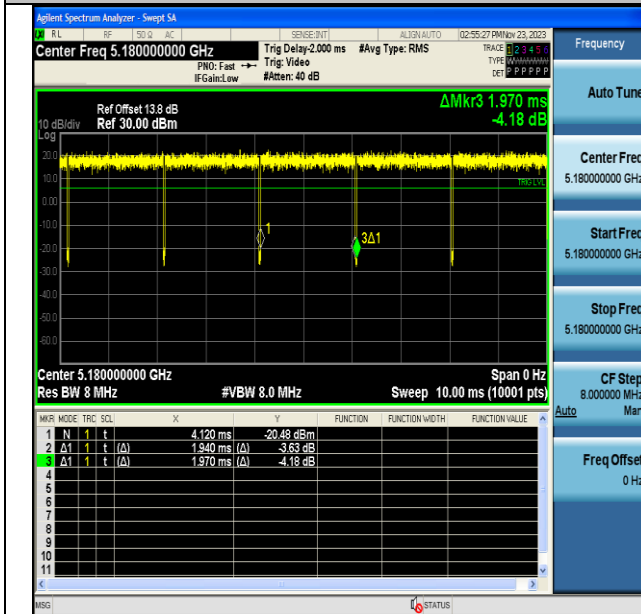 Agilent Spectrum Analyzer - Swept SA
RL RF 50 Ω AC SENSE:INT ALIGN AUTO 02:55:27 PM Nov 23, 2023
Center Freq 5.180000000 GHz Trig Delay-2.000 ms #Avg Type: RMS TRACE 1 2 3 4 5 6
PNO: Fast Trig: Video TYPE WWWWWW
IFGain:Low #Atten: 40 dB DET P P P P P P
Frequency
Auto Tune
Center Freq
5.180000000 GHz
Start Freq
5.180000000 GHz
Stop Freq
5.180000000 GHz
CF Step
8.000000 MHz
Auto Man
Freq Offset
0 Hz
ΔMkr3 1.970 ms
-4.18 dB
Ref Offset 13.8 dB
10 dB/div Ref 30.00 dBm
Log
20.0
10.0
0.00
-10.0
-20.0
-30.0
-40.0
-50.0
-60.0
TRIG LVL
1
3Δ1
Center 5.180000000 GHz Span 0 Hz
Res BW 8 MHz #VBW 8.0 MHz Sweep 10.00 ms (10001 pts)
MKR MODE TRC SCL X Y FUNCTION FUNCTION WIDTH FUNCTION VALUE
1 N 1 t 4.120 ms -20.48 dBm
2 Δ1 1 t (Δ) 1.940 ms (Δ) -3.63 dB
3 Δ1 1 t (Δ) 1.970 ms (Δ) -4.18 dB
4
5
6
7
8
9
10
11
MSG STATUS